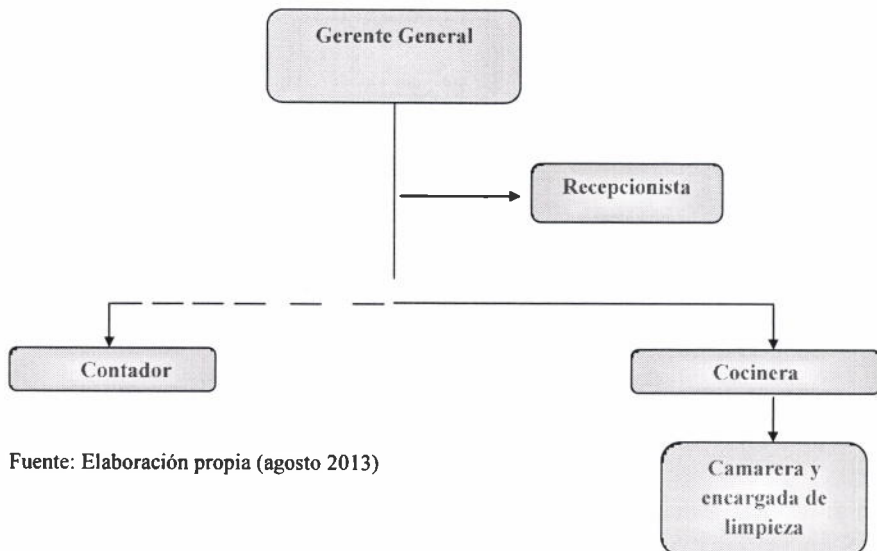 Gerente General
Recepcionista
Contador
Cocinera
Fuente: Elaboración propia (agosto 2013)
Camarera y
encargada de
limpieza